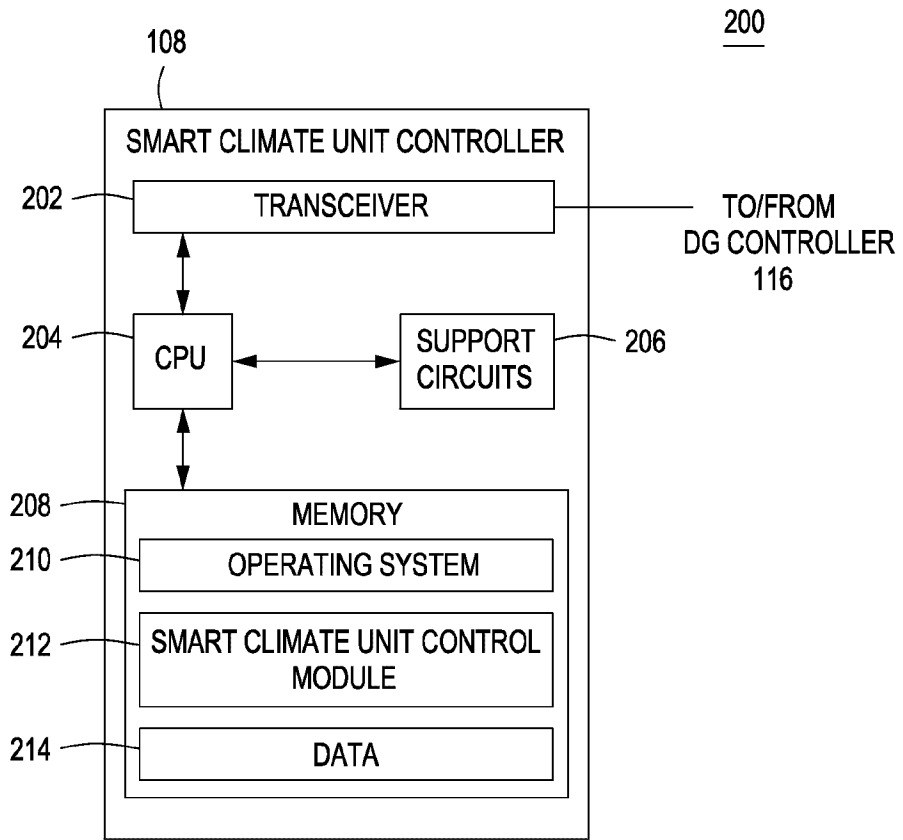 200
108
SMART CLIMATE UNIT CONTROLLER
202
TRANSCEIVER
TO/FROM
DG CONTROLLER
116
204
CPU
SUPPORT
CIRCUITS
206
208
MEMORY
210
OPERATING SYSTEM
212
SMART CLIMATE UNIT CONTROL
MODULE
214
DATA